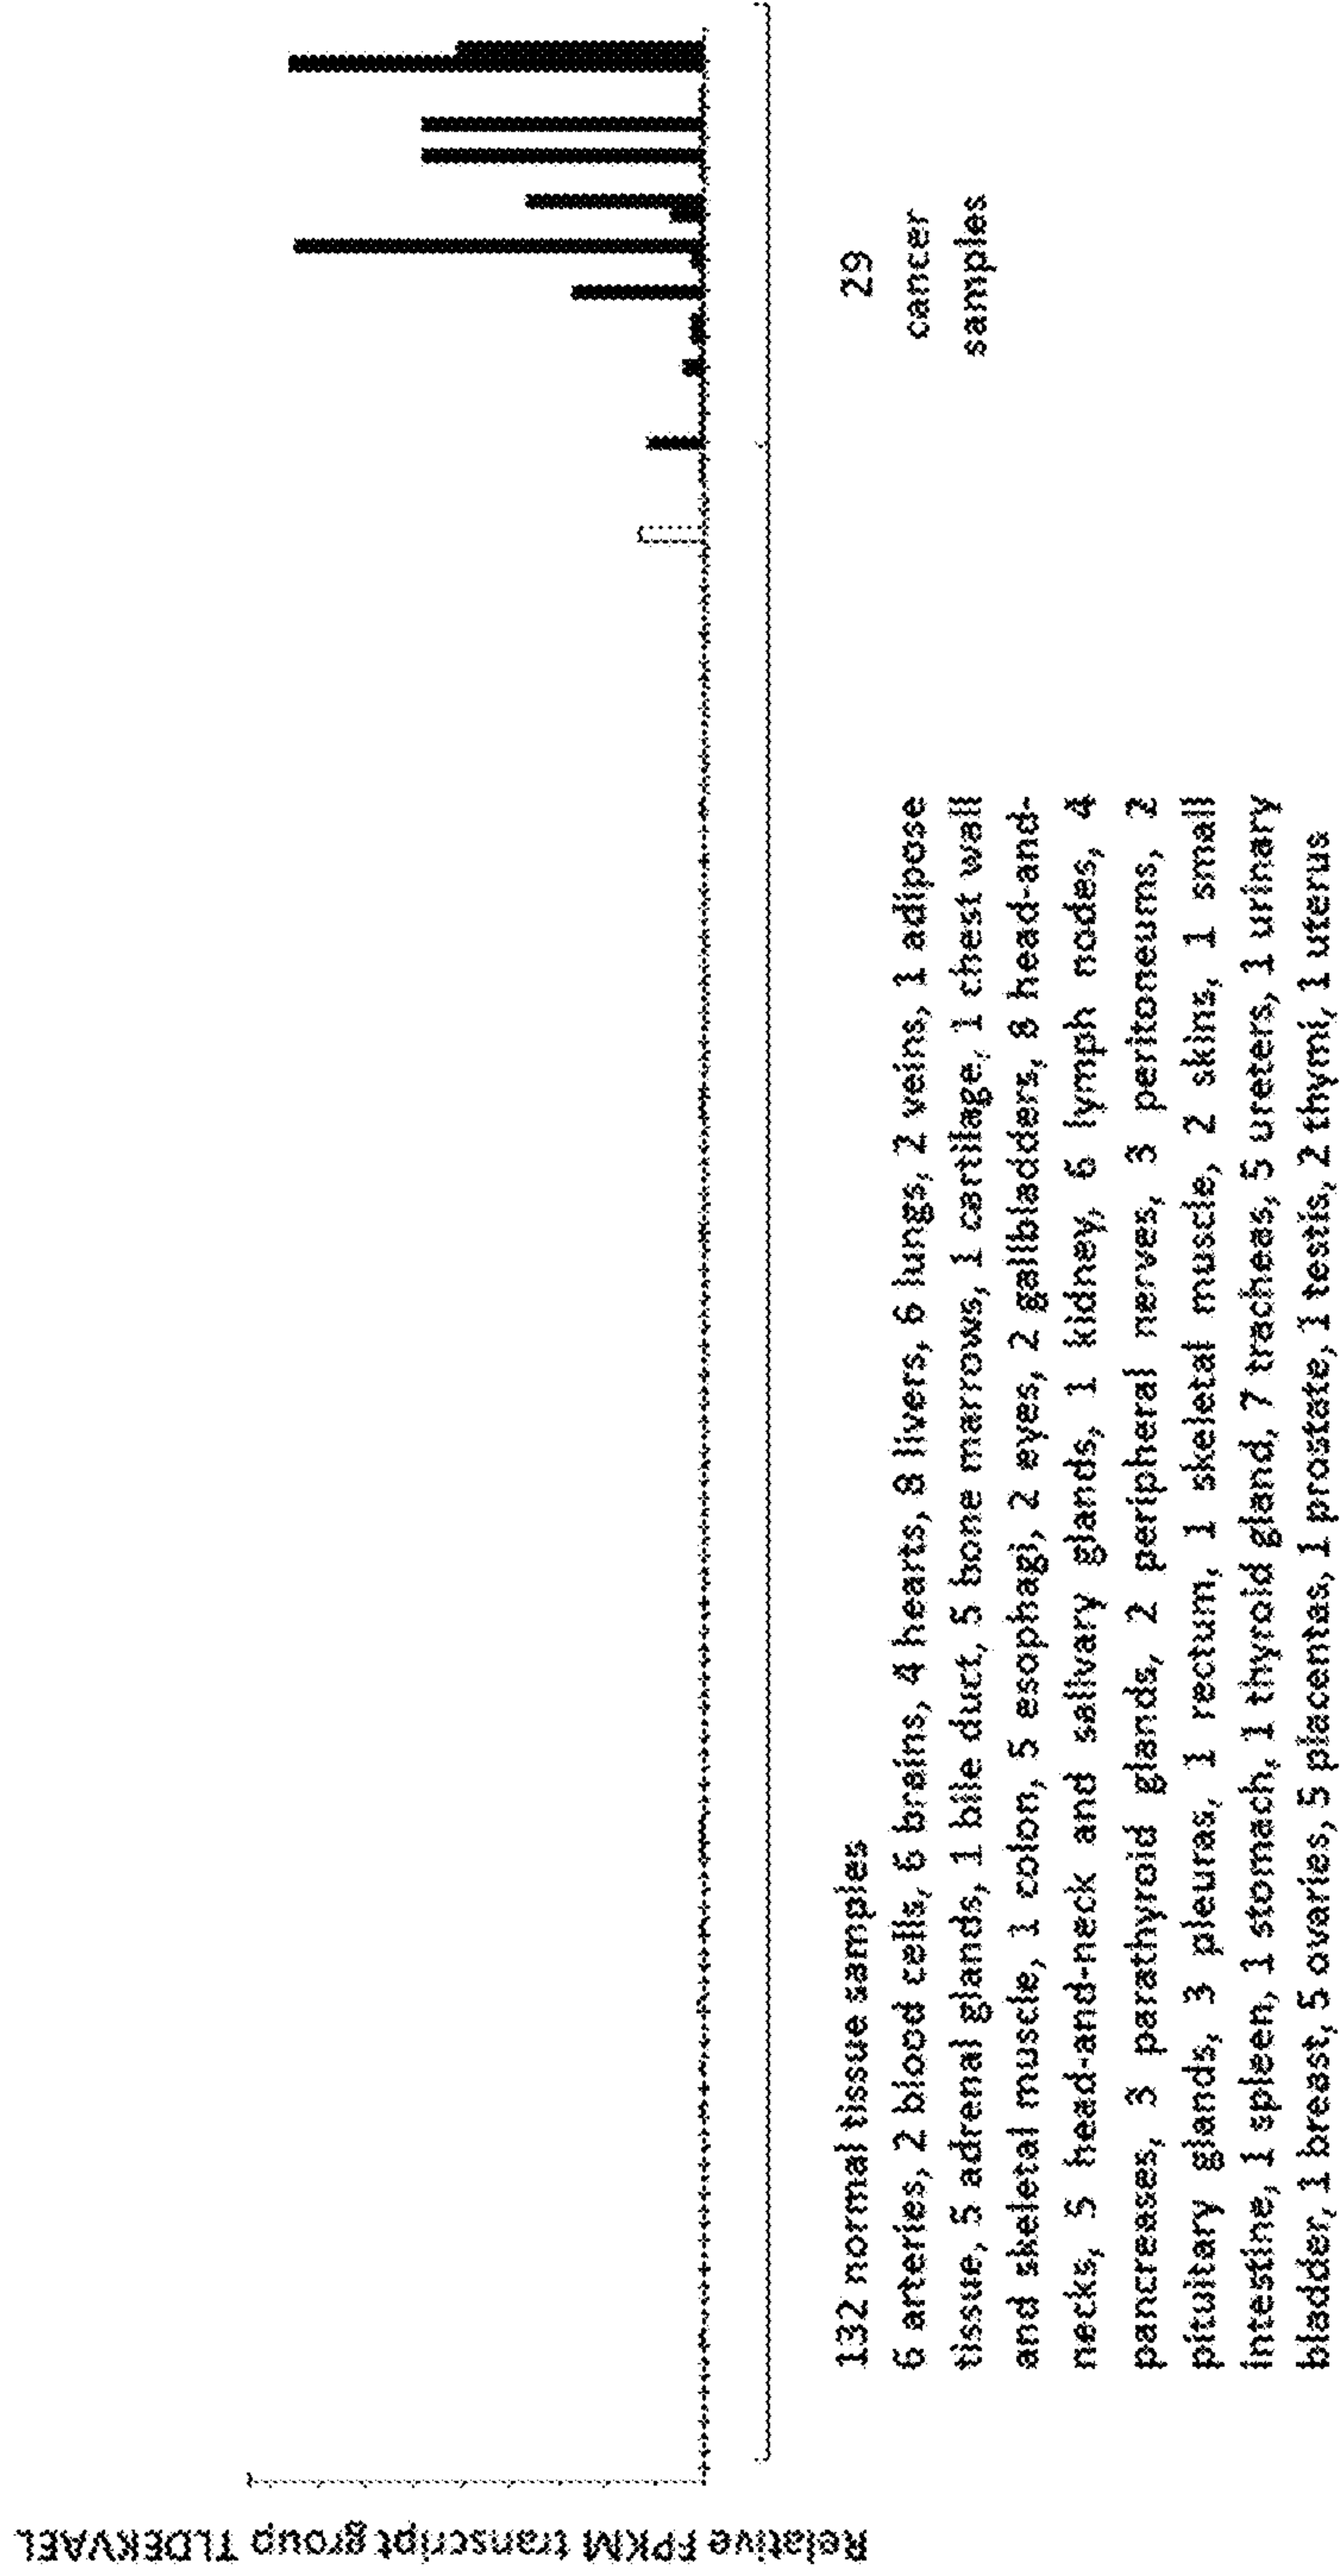 Relative FPKM transcript group TLDEKVAEL
132 normal tissue samples
6 arteries, 2 blood cells, 6 brains, 4 hearts, 8 livers, 6 lungs, 2 veins, 1 adipose
tissue, 5 adrenal glands, 1 bile duct, 5 bone marrows, 1 cartilage, 1 chest wall
and skeletal muscle, 1 colon, 5 esophagi, 2 eyes, 2 gallbladders, 8 head-and-
necks, 5 head-and-neck and salivary glands, 1 kidney, 6 lymph nodes, 4
pancreases, 3 parathyroid glands, 2 peripheral nerves, 3 peritoneums, 2
pituitary glands, 3 pleuras, 1 rectum, 1 skeletal muscle, 2 skins, 1 small
intestine, 1 spleen, 1 stomach, 1 thyroid gland, 7 tracheas, 5 ureters, 1 urinary
bladder, 1 breast, 5 ovaries, 5 placentas, 1 prostate, 1 testis, 2 thymi, 1 uterus
29
cancer
samples